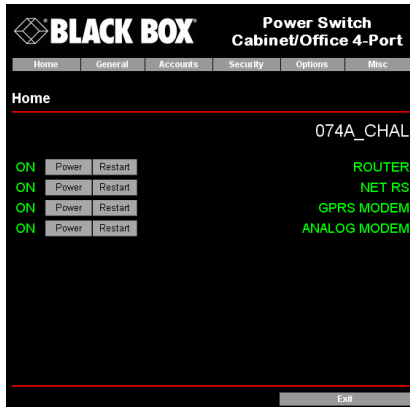 BLACK BOX®
Power Switch
Cabinet/Office 4-Port
Home General Accounts Security Options Misc
Home
074A_CHAL
ON Power Restart ROUTER
ON Power Restart NET RS
ON Power Restart GPRS MODEM
ON Power Restart ANALOG MODEM
Exit